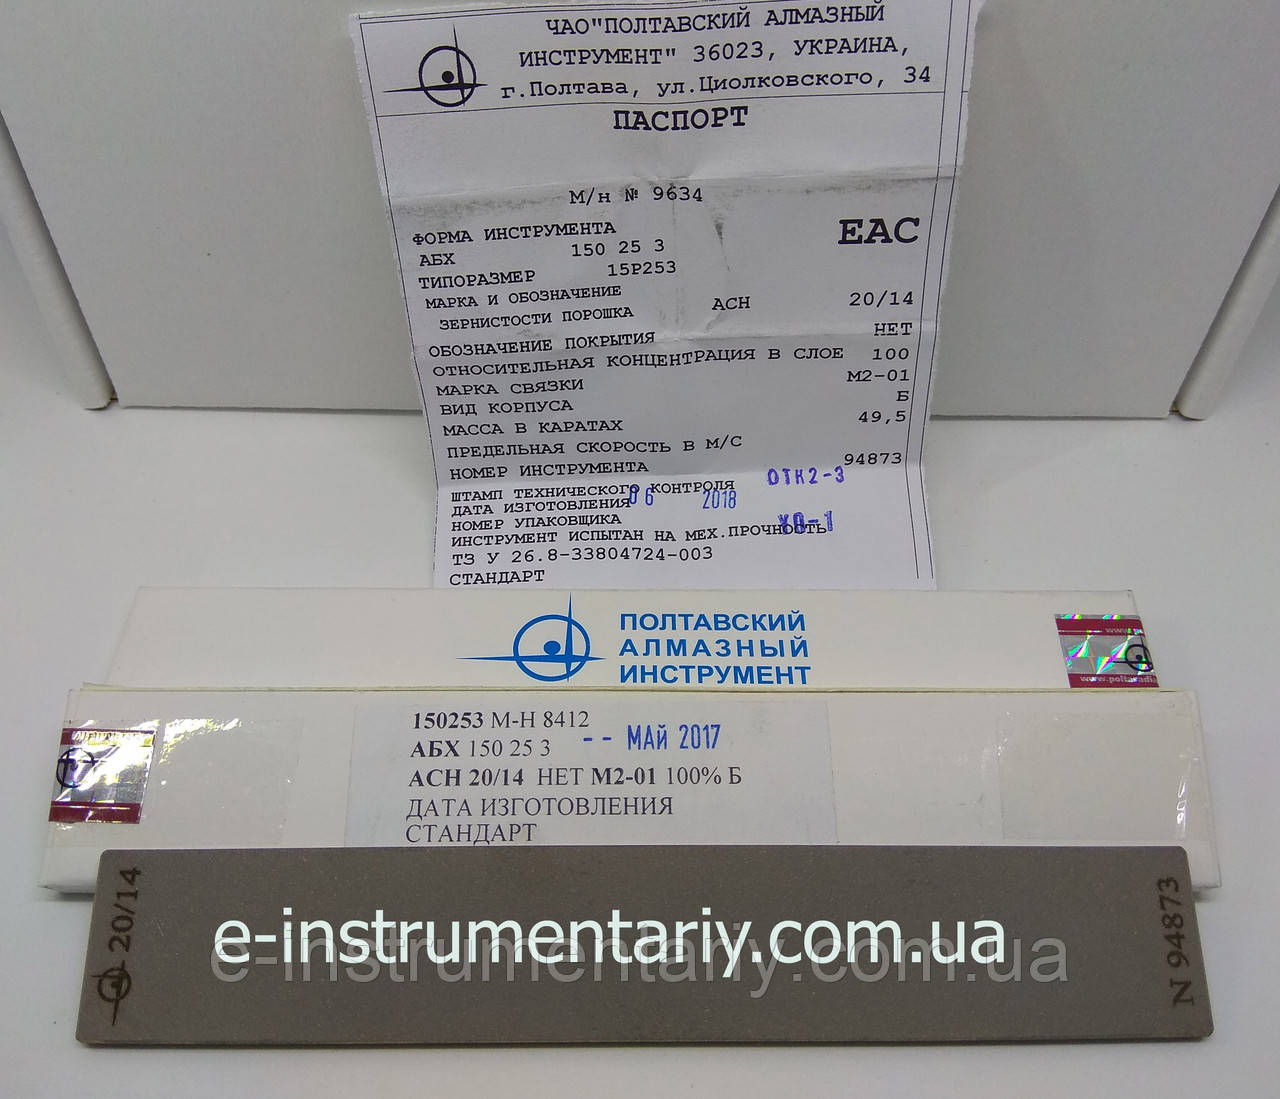 ЧАО"ПОЛТАВСКИЙ АЛМАЗНЫЙ
ИНСТРУМЕНТ" 36023, УКРАИНА,
г.Полтава, ул.Циолковского, 34
ПАСПОРТ
М/н № 9634
ФОРМА ИНСТРУМЕНТА
EAC
АБХ 150 25 3
ТИПОРАЗМЕР 15Р253
МАРКА И ОБОЗНАЧЕНИЕ
ЗЕРНИСТОСТИ ПОРОШКА АСН 20/14
ОБОЗНАЧЕНИЕ ПОКРЫТИЯ НЕТ
ОТНОСИТЕЛЬНАЯ КОНЦЕНТРАЦИЯ В СЛОЕ 100
МАРКА СВЯЗКИ М2-01
ВИД КОРПУСА Б
МАССА В КАРАТАХ 49,5
ПРЕДЕЛЬНАЯ СКОРОСТЬ В М/С
НОМЕР ИНСТРУМЕНТА 94873
ШТАМП ТЕХНИЧЕСКОГО КОНТРОЛЯ ОТК2-3
ДАТА ИЗГОТОВЛЕНИЯ 06 2018
НОМЕР УПАКОВЩИКА
ИНСТРУМЕНТ ИСПЫТАН НА МЕХ.ПРОЧНОСТЬ
ТЗ У 26.8-33804724-003
СТАНДАРТ
ПОЛТАВСКИЙ
АЛМАЗНЫЙ
ИНСТРУМЕНТ
150253 М-Н 8412
АБХ 150 25 3 -- МАЙ 2017
АСН 20/14 НЕТ М2-01 100% Б
ДАТА ИЗГОТОВЛЕНИЯ
СТАНДАРТ
20/14
e-instrumentariy.com.ua
e-instrumentariy.com.ua
N 94873